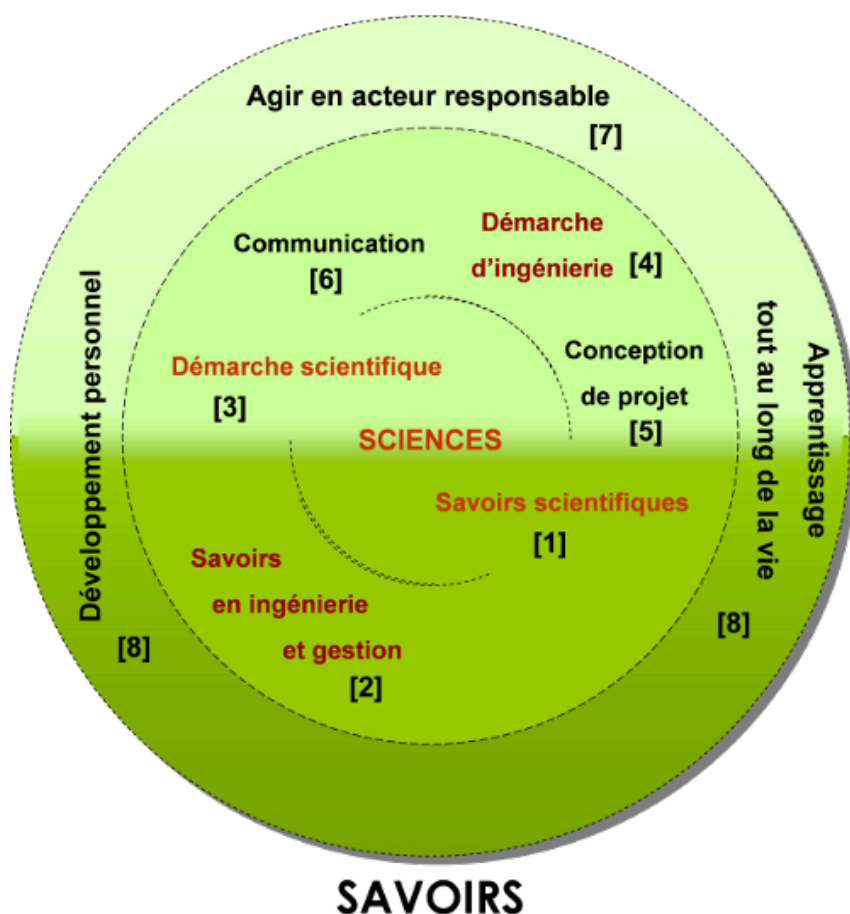 Agir en acteur responsable
[7]
Communication
[6]
Démarche
d'ingénierie [4]
Développement personnel
[8]
Démarche scientifique
[3]
Conception
de projet
[5]
SCIENCES
Apprentissage
tout au long de la vie
[8]
Savoirs scientifiques
[1]
Savoirs
en ingénierie
et gestion
[2]
SAVOIRS